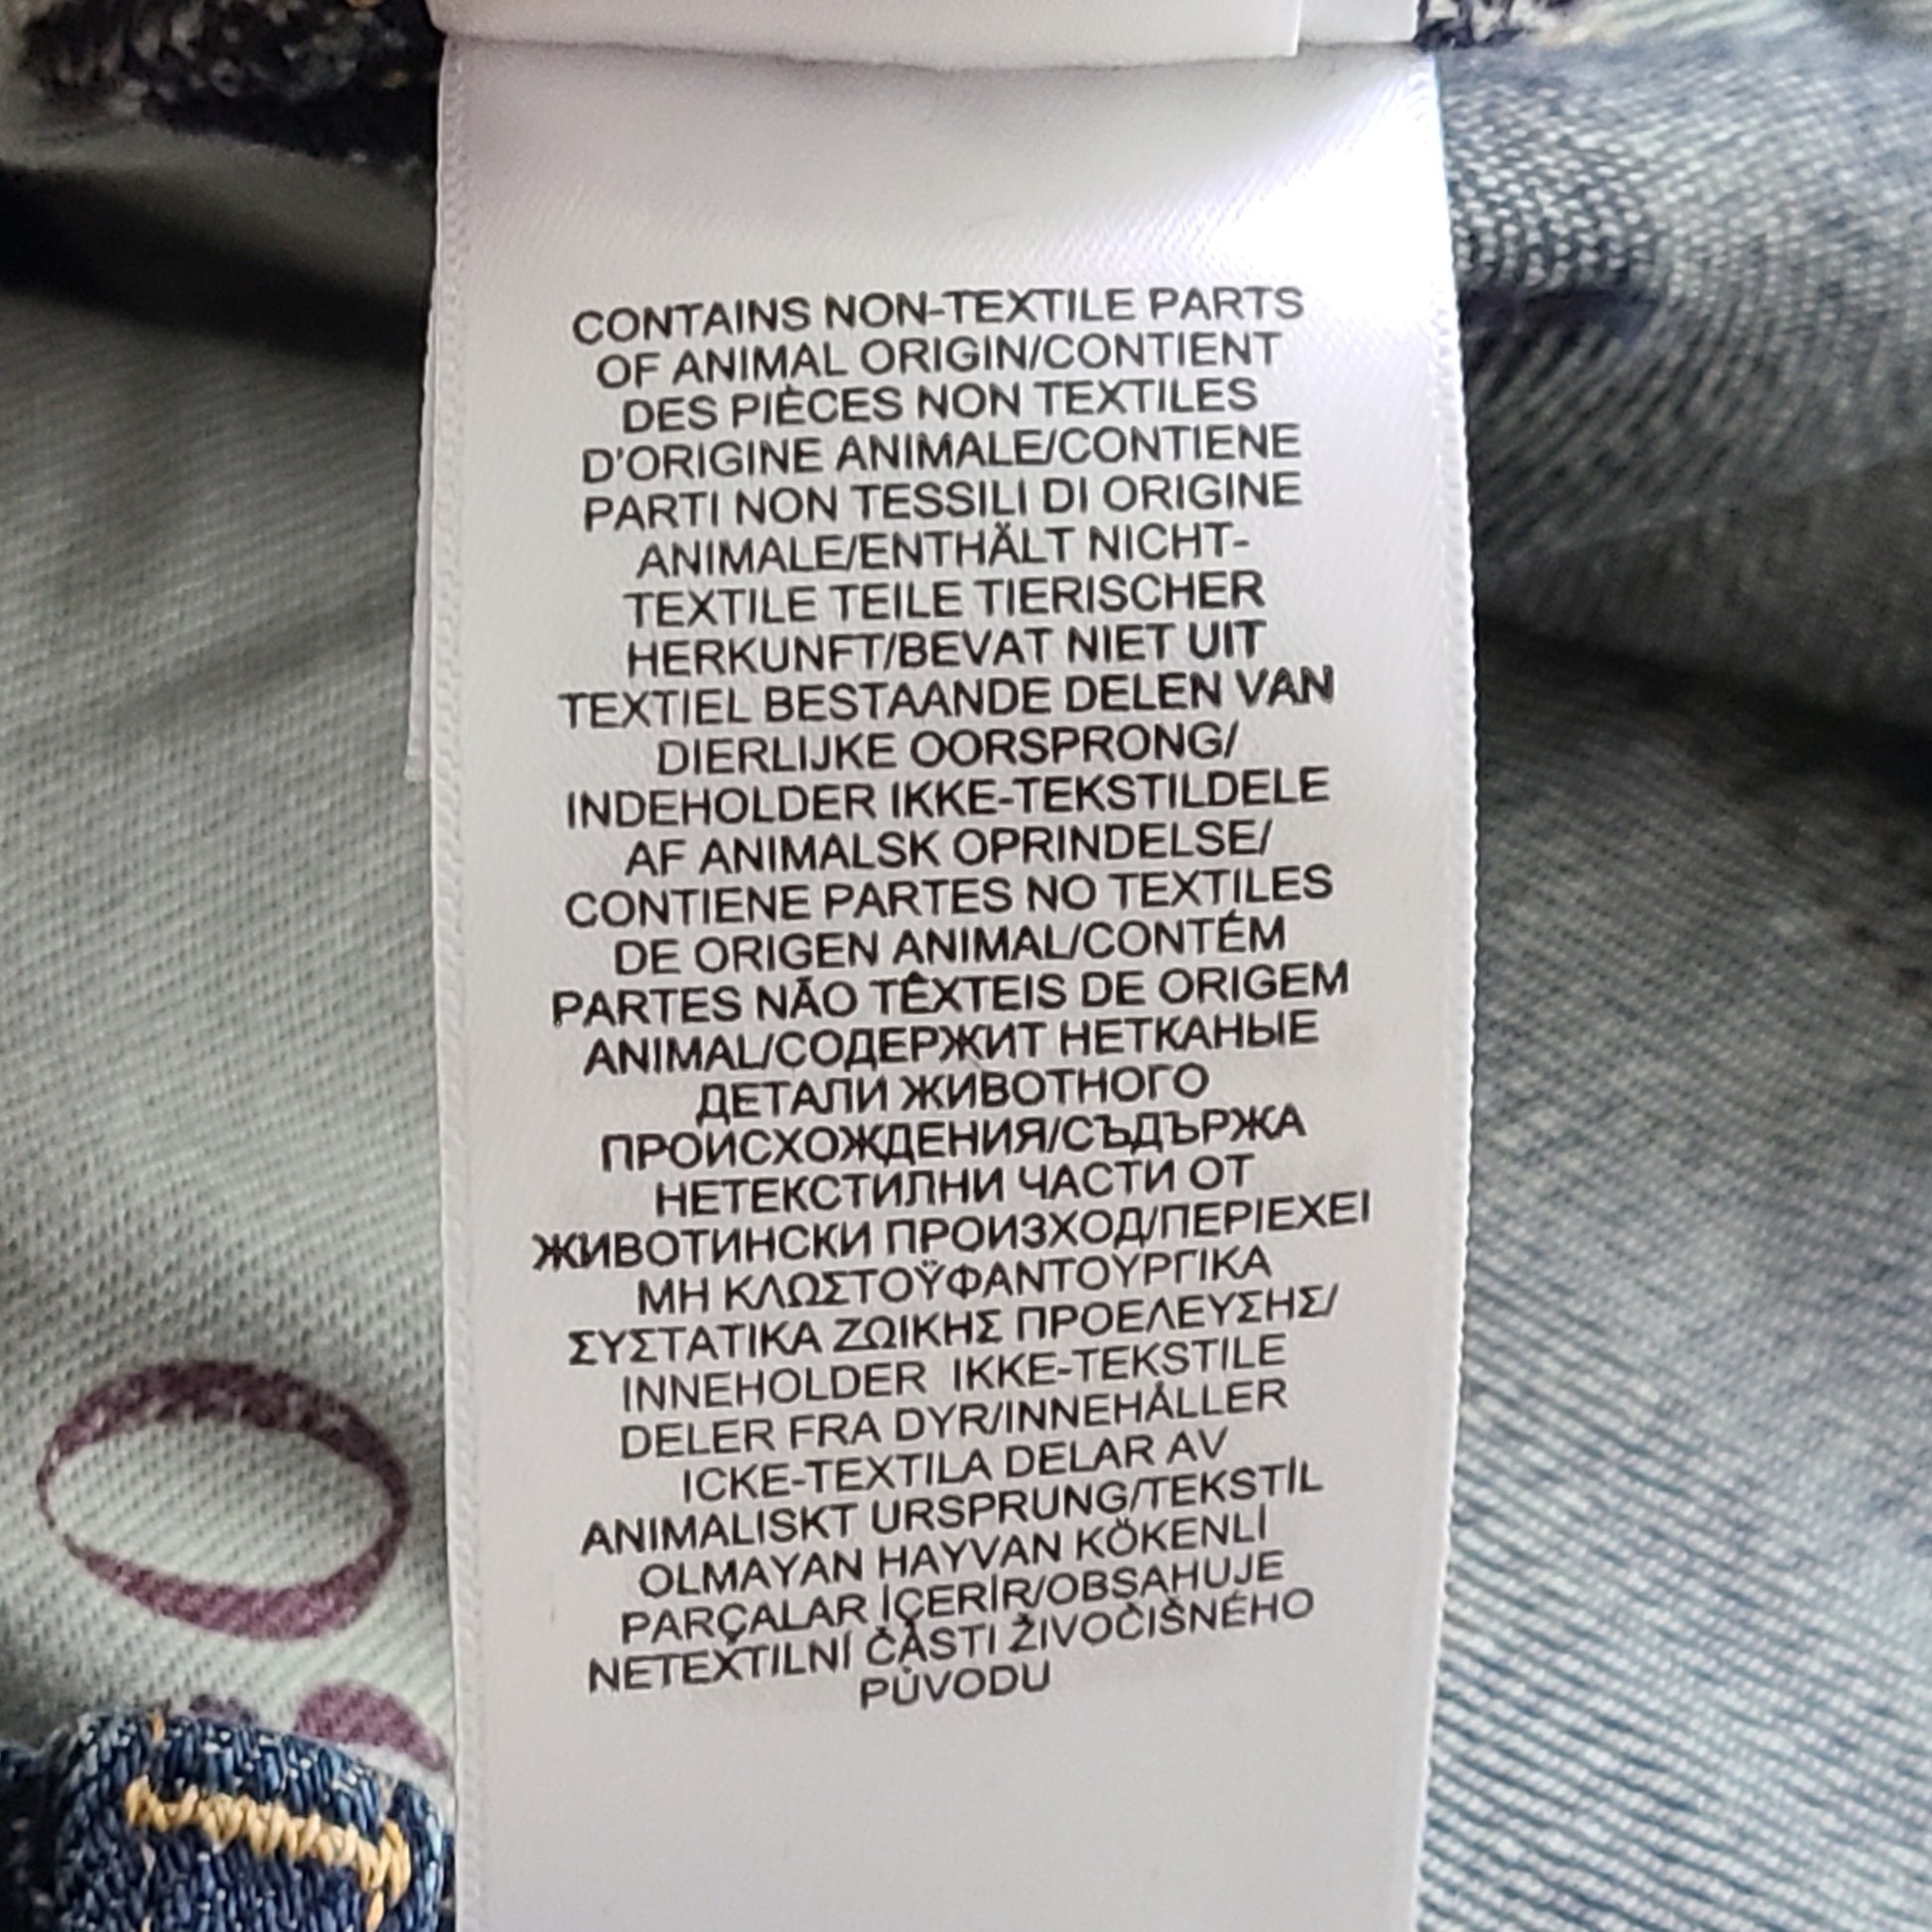 CONTAINS NON-TEXTILE PARTS
OF ANIMAL ORIGIN/CONTIENT
DES PIÈCES NON TEXTILES
D'ORIGINE ANIMALE/CONTIENE
PARTI NON TESSILI DI ORIGINE
ANIMALE/ENTHÄLT NICHT-
TEXTILE TEILE TIERISCHER
HERKUNFT/BEVAT NIET UIT
TEXTIEL BESTAANDE DELEN VAN
DIERLIJKE OORSPRONG/
INDEHOLDER IKKE-TEKSTILDELE
AF ANIMALSK OPRINDELSE/
CONTIENE PARTES NO TEXTILES
DE ORIGEN ANIMAL/CONTÉM
PARTES NÃO TÊXTEIS DE ORIGEM
ANIMAL/СОДЕРЖИТ НЕТКАНЫЕ
ДЕТАЛИ ЖИВОТНОГО
ПРОИСХОЖДЕНИЯ/СЪДЪРЖА
НЕТЕКСТИЛНИ ЧАСТИ ОТ
ЖИВОТИНСКИ ПРОИЗХОД/ΠΕΡΙΕΧΕΙ
ΜΗ ΚΛΩΣΤΟΫΦΑΝΤΟΥΡΓΙΚΑ
ΣΥΣΤΑΤΙΚΑ ΖΩΙΚΗΣ ΠΡΟΕΛΕΥΣΗΣ/
INNEHOLDER IKKE-TEKSTILE
DELER FRA DYR/INNEHÅLLER
ICKE-TEXTILA DELAR AV
ANIMALISKT URSPRUNG/TEKSTİL
OLMAYAN HAYVAN KÖKENLİ
PARÇALAR İÇERİR/OBSAHUJE
NETEXTILNÍ ČÁSTI ŽIVOČIŠNÉHO
PŮVODU